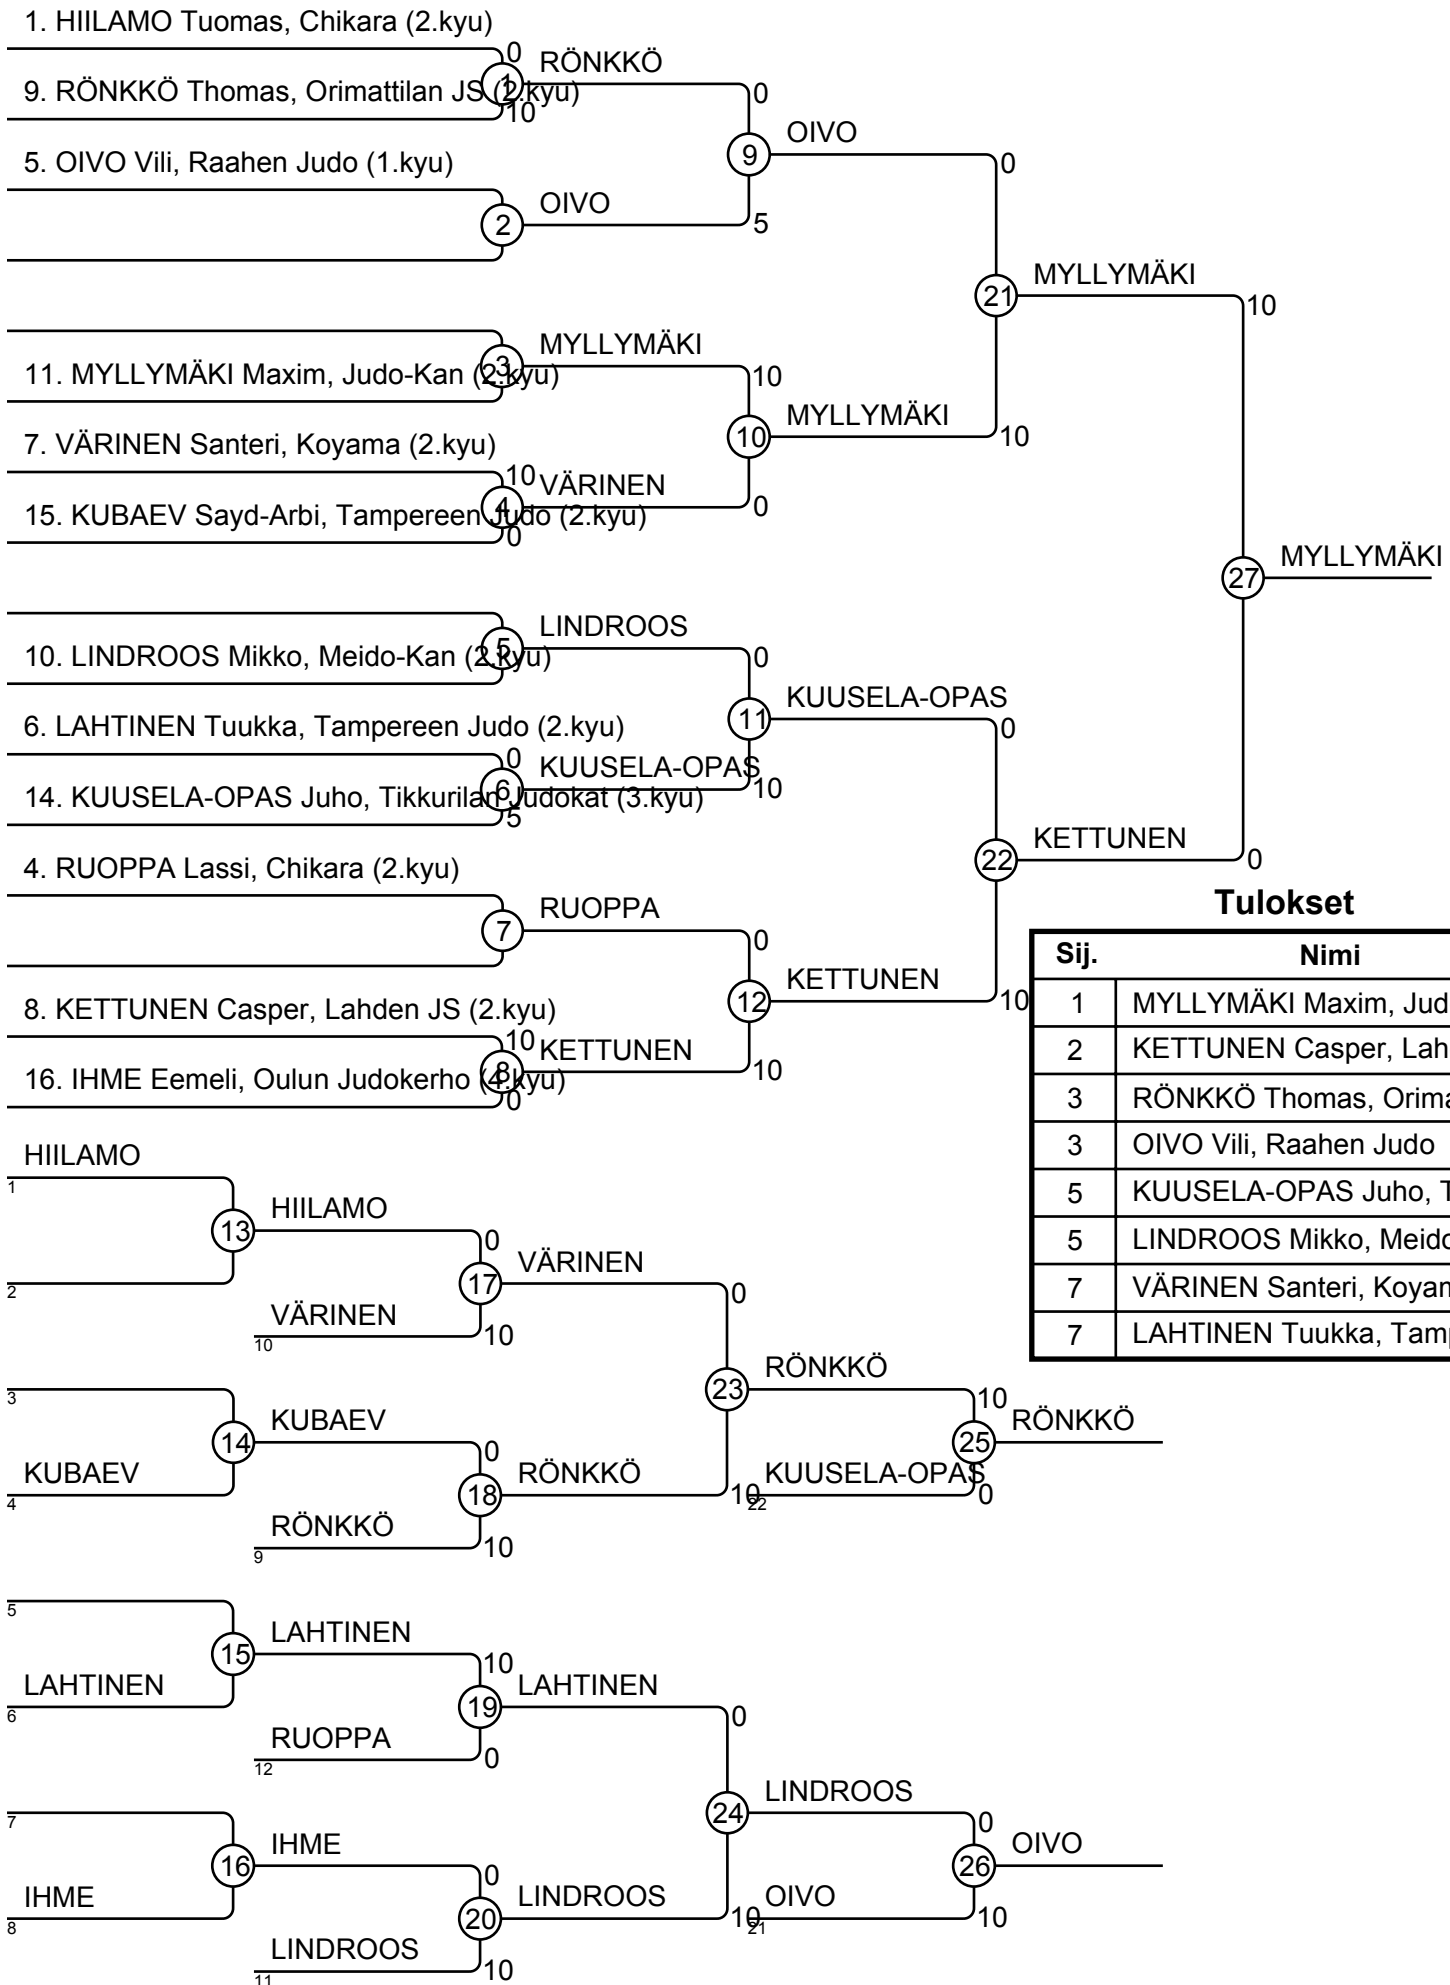 1. HIILAMO Tuomas, Chikara (2.kyu)
0
1
RÖNKKÖ
9. RÖNKKÖ Thomas, Orimattilan JS (2.kyu)
10
0
9
OIVO
5. OIVO Vili, Raahen Judo (1.kyu)
2
OIVO
5
0
21
MYLLYMÄKI
10
3
MYLLYMÄKI
11. MYLLYMÄKI Maxim, Judo-Kan (2.kyu)
10
10
MYLLYMÄKI
10
7. VÄRINEN Santeri, Koyama (2.kyu)
10
4
VÄRINEN
0
15. KUBAEV Sayd-Arbi, Tampereen Judo (2.kyu)
0
27
MYLLYMÄKI
5
LINDROOS
10. LINDROOS Mikko, Meido-Kan (2.kyu)
0
11
KUUSELA-OPAS
0
6. LAHTINEN Tuukka, Tampereen Judo (2.kyu)
0
6
KUUSELA-OPAS
10
14. KUUSELA-OPAS Juho, Tikkurilan Judokat (3.kyu)
5
22
KETTUNEN
0
4. RUOPPA Lassi, Chikara (2.kyu)
7
RUOPPA
0
12
KETTUNEN
10
8. KETTUNEN Casper, Lahden JS (2.kyu)
10
8
KETTUNEN
10
16. IHME Eemeli, Oulun Judokerho (4.kyu)
0
Tulokset
Sij. Nimi
1 MYLLYMÄKI Maxim, Jud
2 KETTUNEN Casper, Lah
3 RÖNKKÖ Thomas, Orima
3 OIVO Vili, Raahen Judo
5 KUUSELA-OPAS Juho, T
5 LINDROOS Mikko, Meido
7 VÄRINEN Santeri, Koyam
7 LAHTINEN Tuukka, Tamp
HIILAMO
1
13
HIILAMO
0
2
17
VÄRINEN
0
VÄRINEN
10
10
3
23
RÖNKKÖ
10
14
KUBAEV
0
25
RÖNKKÖ
KUBAEV
4
18
RÖNKKÖ
10
KUUSELA-OPAS
22
0
RÖNKKÖ
9
10
5
15
LAHTINEN
10
LAHTINEN
6
19
LAHTINEN
0
RUOPPA
12
0
7
24
LINDROOS
0
16
IHME
0
26
OIVO
IHME
8
20
LINDROOS
10
OIVO
21
10
LINDROOS
11
10